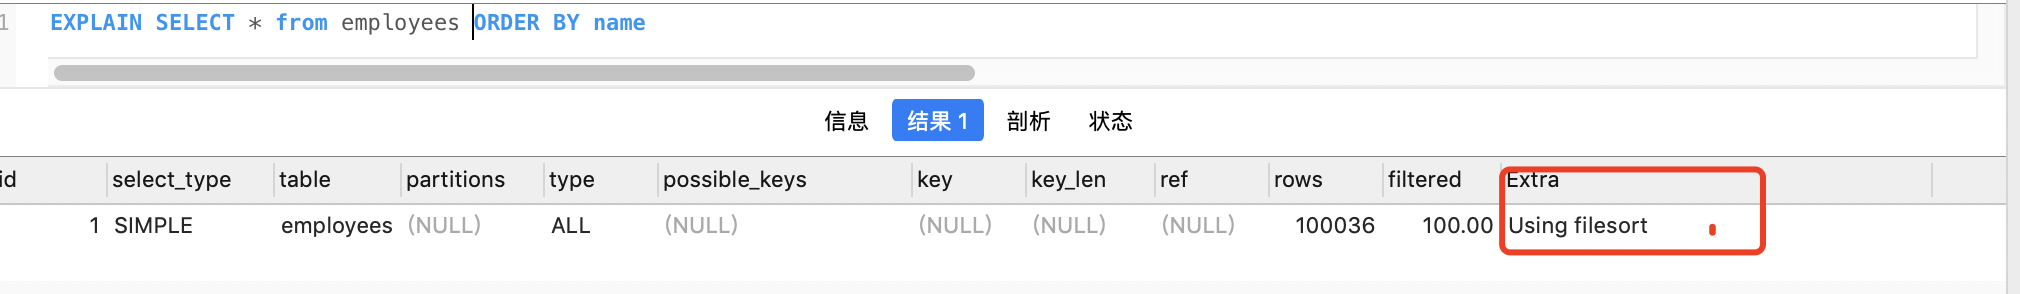 1 EXPLAIN SELECT * from employees ORDER BY name
信息 结果 1 剖析 状态
id select_type table partitions type possible_keys key key_len ref rows filtered Extra
1 SIMPLE employees (NULL) ALL (NULL) (NULL) (NULL) (NULL) 100036 100.00 Using filesort